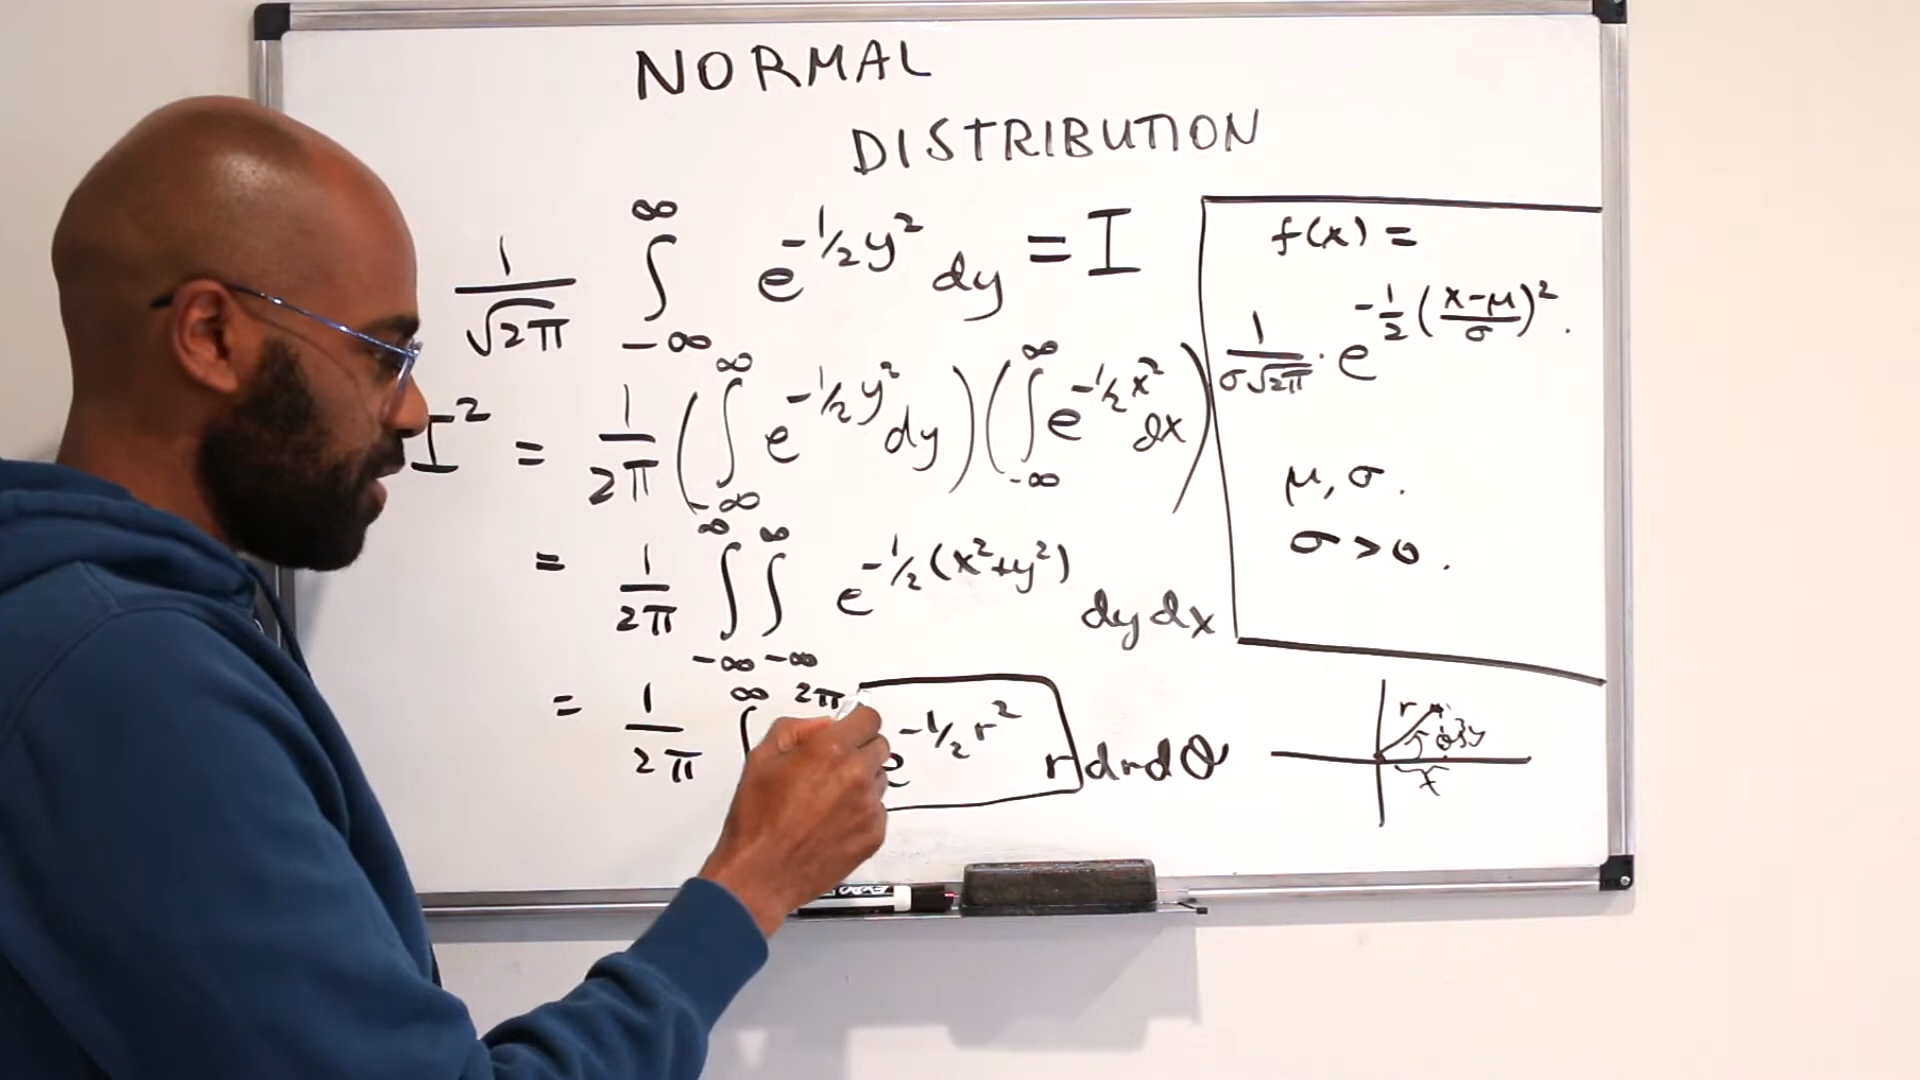 NORMAL
DISTRIBUTION
1/√2π ∫_{-∞}^{∞} e^{-1/2 y²} dy = I
I² = 1/2π (∫_{-∞}^{∞} e^{-1/2 y²} dy)(∫_{-∞}^{∞} e^{-1/2 x²} dx)
= 1/2π ∫_{-∞}^{∞} ∫_{-∞}^{∞} e^{-1/2 (x²+y²)} dy dx
= 1/2π ∫^{∞} ^{2π} e^{-1/2 r²} r dr dθ
f(x) =
1/σ√2π · e^{-1/2 (x-μ/σ)²}.
μ, σ.
σ > 0.
r
θ y
x
EXPO